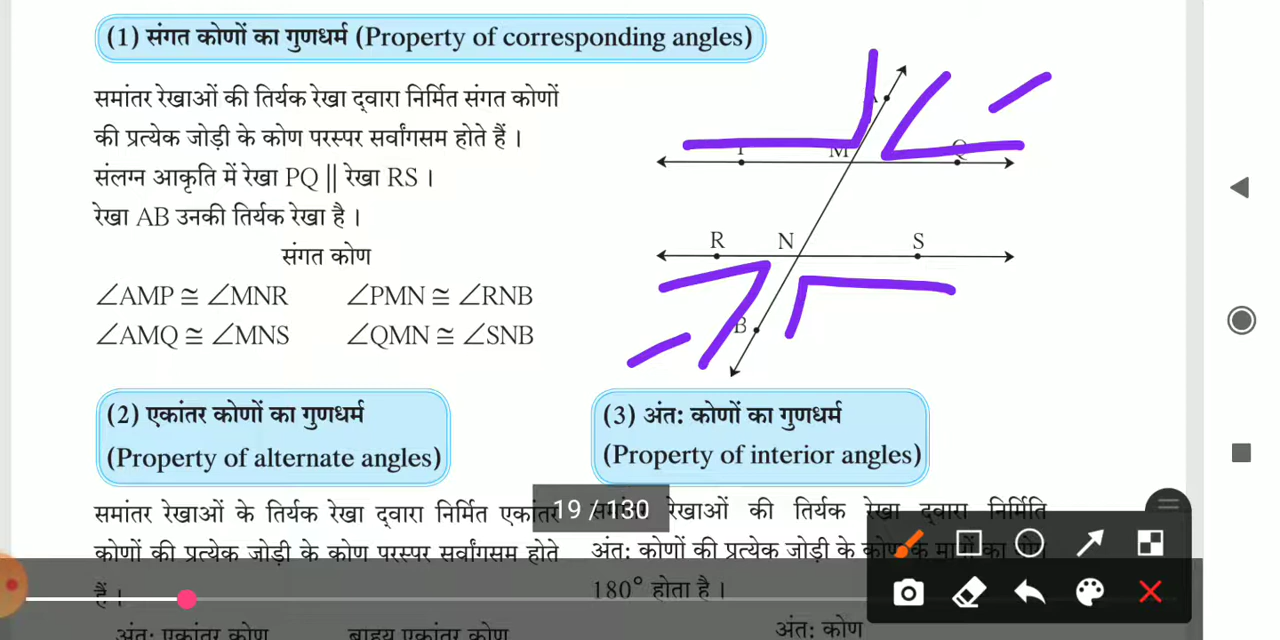 (1) संगत कोणों का गुणधर्म (Property of corresponding angles)
समांतर रेखाओं की तिर्यक रेखा द्वारा निर्मित संगत कोणों
की प्रत्येक जोड़ी के कोण परस्पर सर्वांगसम होते हैं ।
संलग्न आकृति में रेखा PQ || रेखा RS ।
रेखा AB उनकी तिर्यक रेखा है ।
संगत कोण
∠AMP ≅ ∠MNR ∠PMN ≅ ∠RNB
∠AMQ ≅ ∠MNS ∠QMN ≅ ∠SNB
A
M
Q
R N S
B
(2) एकांतर कोणों का गुणधर्म
(Property of alternate angles)
समांतर रेखाओं के तिर्यक रेखा द्वारा निर्मित एकांतर
कोणों की प्रत्येक जोड़ी के कोण परस्पर सर्वांगसम होते
हैं ।
अंत: एकांतर कोण बाह्य एकांतर कोण
(3) अंत: कोणों का गुणधर्म
(Property of interior angles)
समांतर रेखाओं की तिर्यक रेखा द्वारा निर्मिति
अंत: कोणों की प्रत्येक जोड़ी के कोण के मापों का योग
180° होता है ।
अंत: कोण
19 / 130